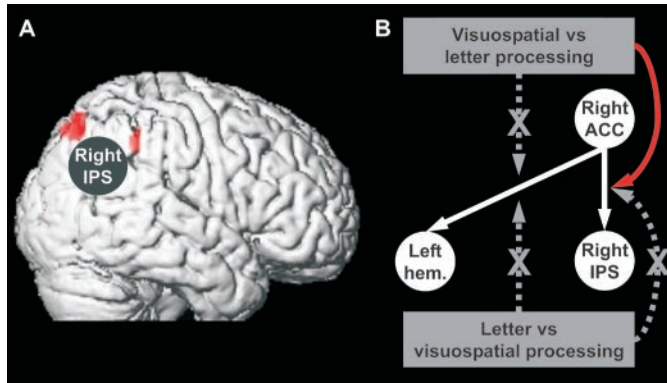 A
Right
IPS
B
Visuospatial vs
letter processing
X
Right
ACC
Left
hem.
Right
IPS
X
X
Letter vs
visuospatial processing